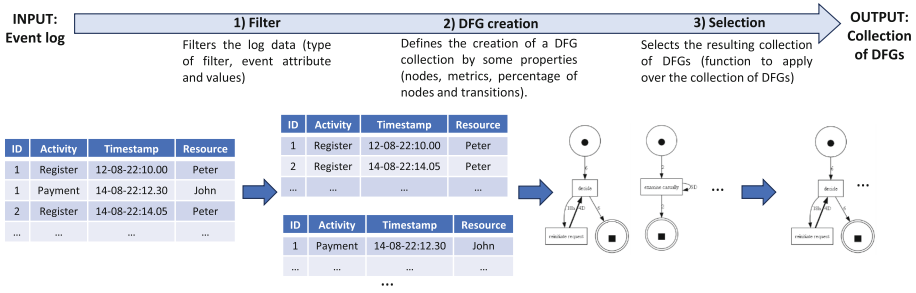 INPUT:
Event log
1) Filter
2) DFG creation
3) Selection
OUTPUT:
Collection
of DFGs
Filters the log data (type
of filter, event attribute
and values)
Defines the creation of a DFG
collection by some properties
(nodes, metrics, percentage of
nodes and transitions).
Selects the resulting collection
of DFGs (function to apply
over the collection of DFGs)
ID Activity Timestamp Resource
1 Register 12-08-22:10.00 Peter
1 Payment 14-08-22:12.30 John
2 Register 14-08-22:14.05 Peter
... ... ... ...
ID Activity Timestamp Resource
1 Register 12-08-22:10.00 Peter
2 Register 14-08-22:14.05 Peter
... ... ... ...
ID Activity Timestamp Resource
1 Payment 14-08-22:12.30 John
... ... ... ...
...
decide
reinitiate request
examine casually
...
decide
reinitiate request
...